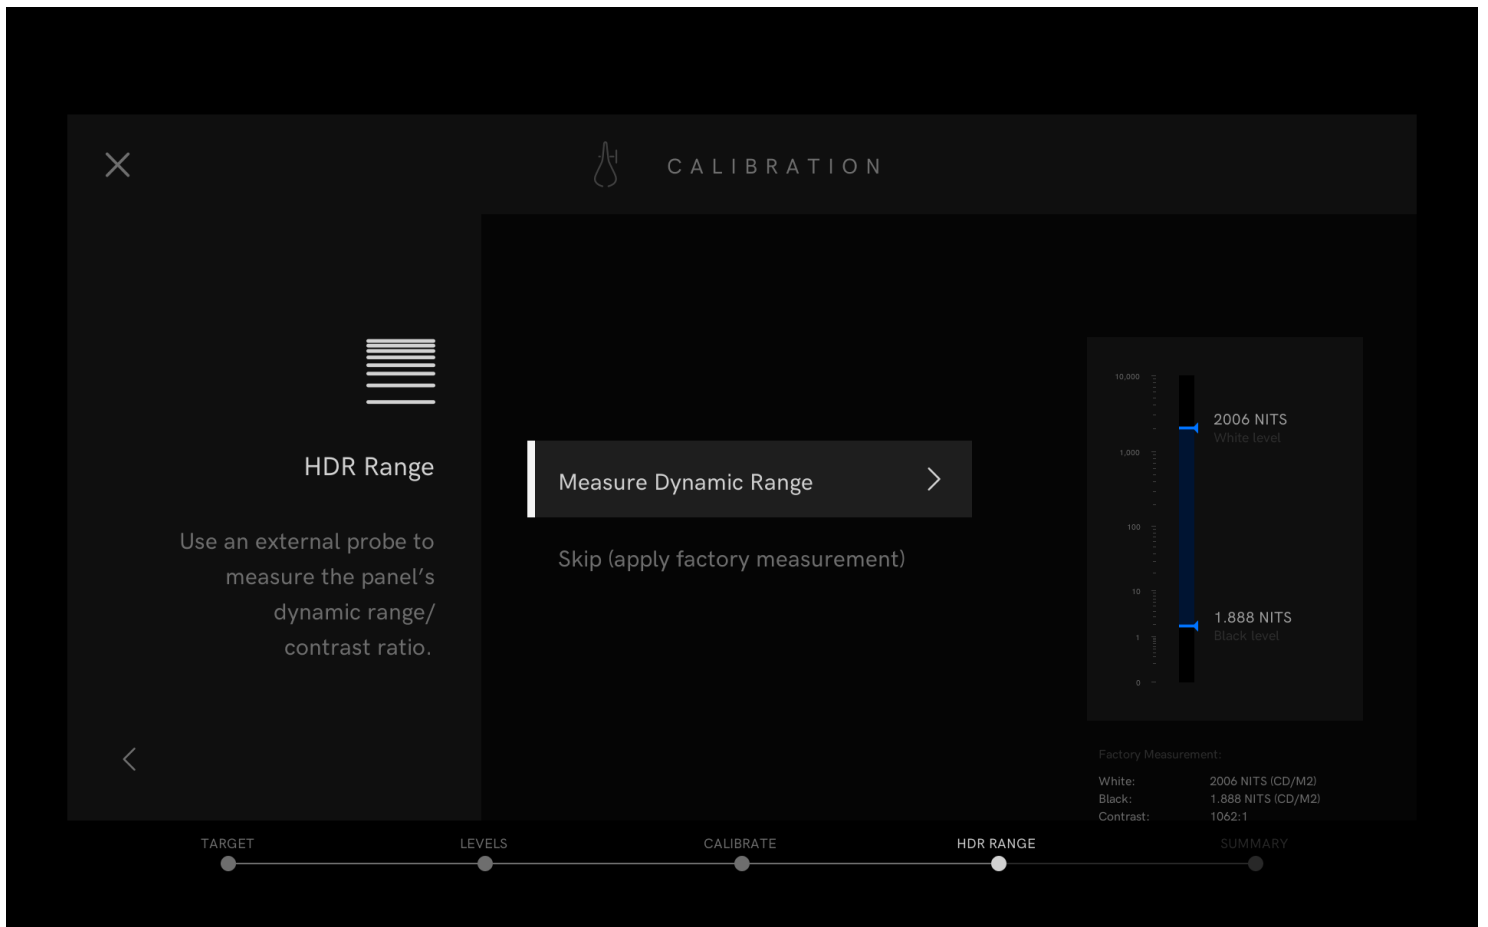 CALIBRATION
HDR Range
Use an external probe to
measure the panel’s
dynamic range/
contrast ratio.
Measure Dynamic Range
Skip (apply factory measurement)
10,000
1,000
100
10
1
0
2006 NITS
White level
1.888 NITS
Black level
Factory Measurement:
White: 2006 NITS (CD/M2)
Black: 1.888 NITS (CD/M2)
Contrast: 1062:1
TARGET
LEVELS
CALIBRATE
HDR RANGE
SUMMARY